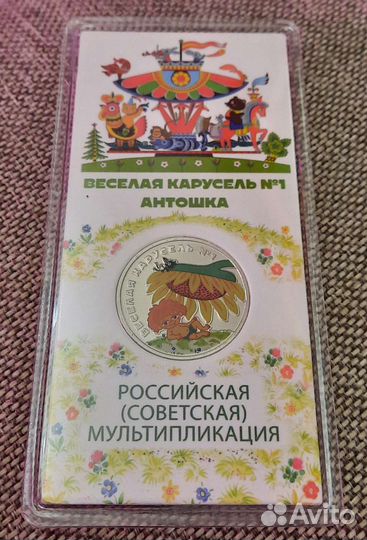 ВЕСЕЛАЯ КАРУСЕЛЬ №1
АНТОШКА
ВЕСЕЛАЯ КАРУСЕЛЬ №1
РОССИЙСКАЯ
(СОВЕТСКАЯ)
МУЛЬТИПЛИКАЦИЯ
Avito